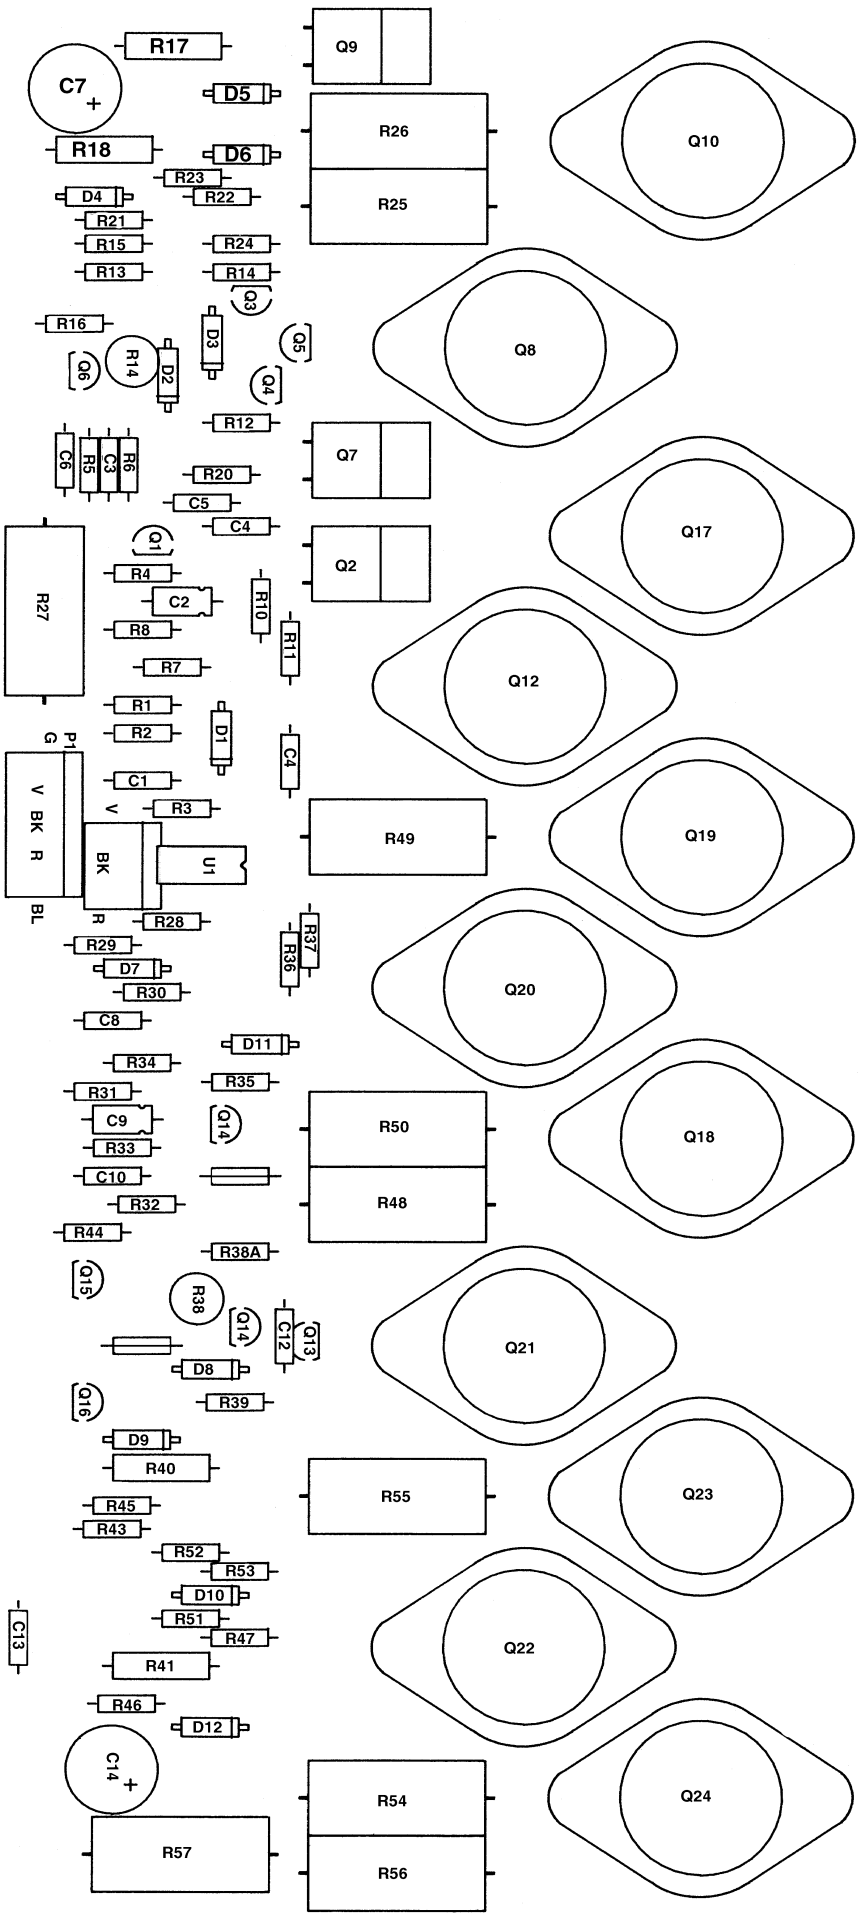 R17
Q9
C7
+
D5
R26
Q10
R18
D6
R23
D4
R22
R25
R21
R15
R24
R13
R14
Q3
R16
D3
Q5
R14
Q8
Q6
D2
Q4
R12
C6
R5
C3
R6
Q7
R20
C5
C4
Q17
Q1
R4
Q2
C2
R10
R27
R8
R11
R7
Q12
R1
R2
D1
G
P1
C4
C1
V
R3
V
BK
R
Q19
R49
BK
U1
BL
R
R28
R37
R29
R36
D7
R30
Q20
C8
D11
R34
R35
R31
C9
Q14
R50
Q18
R33
C10
R32
R48
R44
R38A
Q15
R38
Q14
C12
Q13
Q21
D8
Q16
R39
D9
R40
R55
Q23
R45
R43
R52
R53
D10
R51
C13
R47
Q22
R41
R46
D12
C14
+
R54
Q24
R57
R56